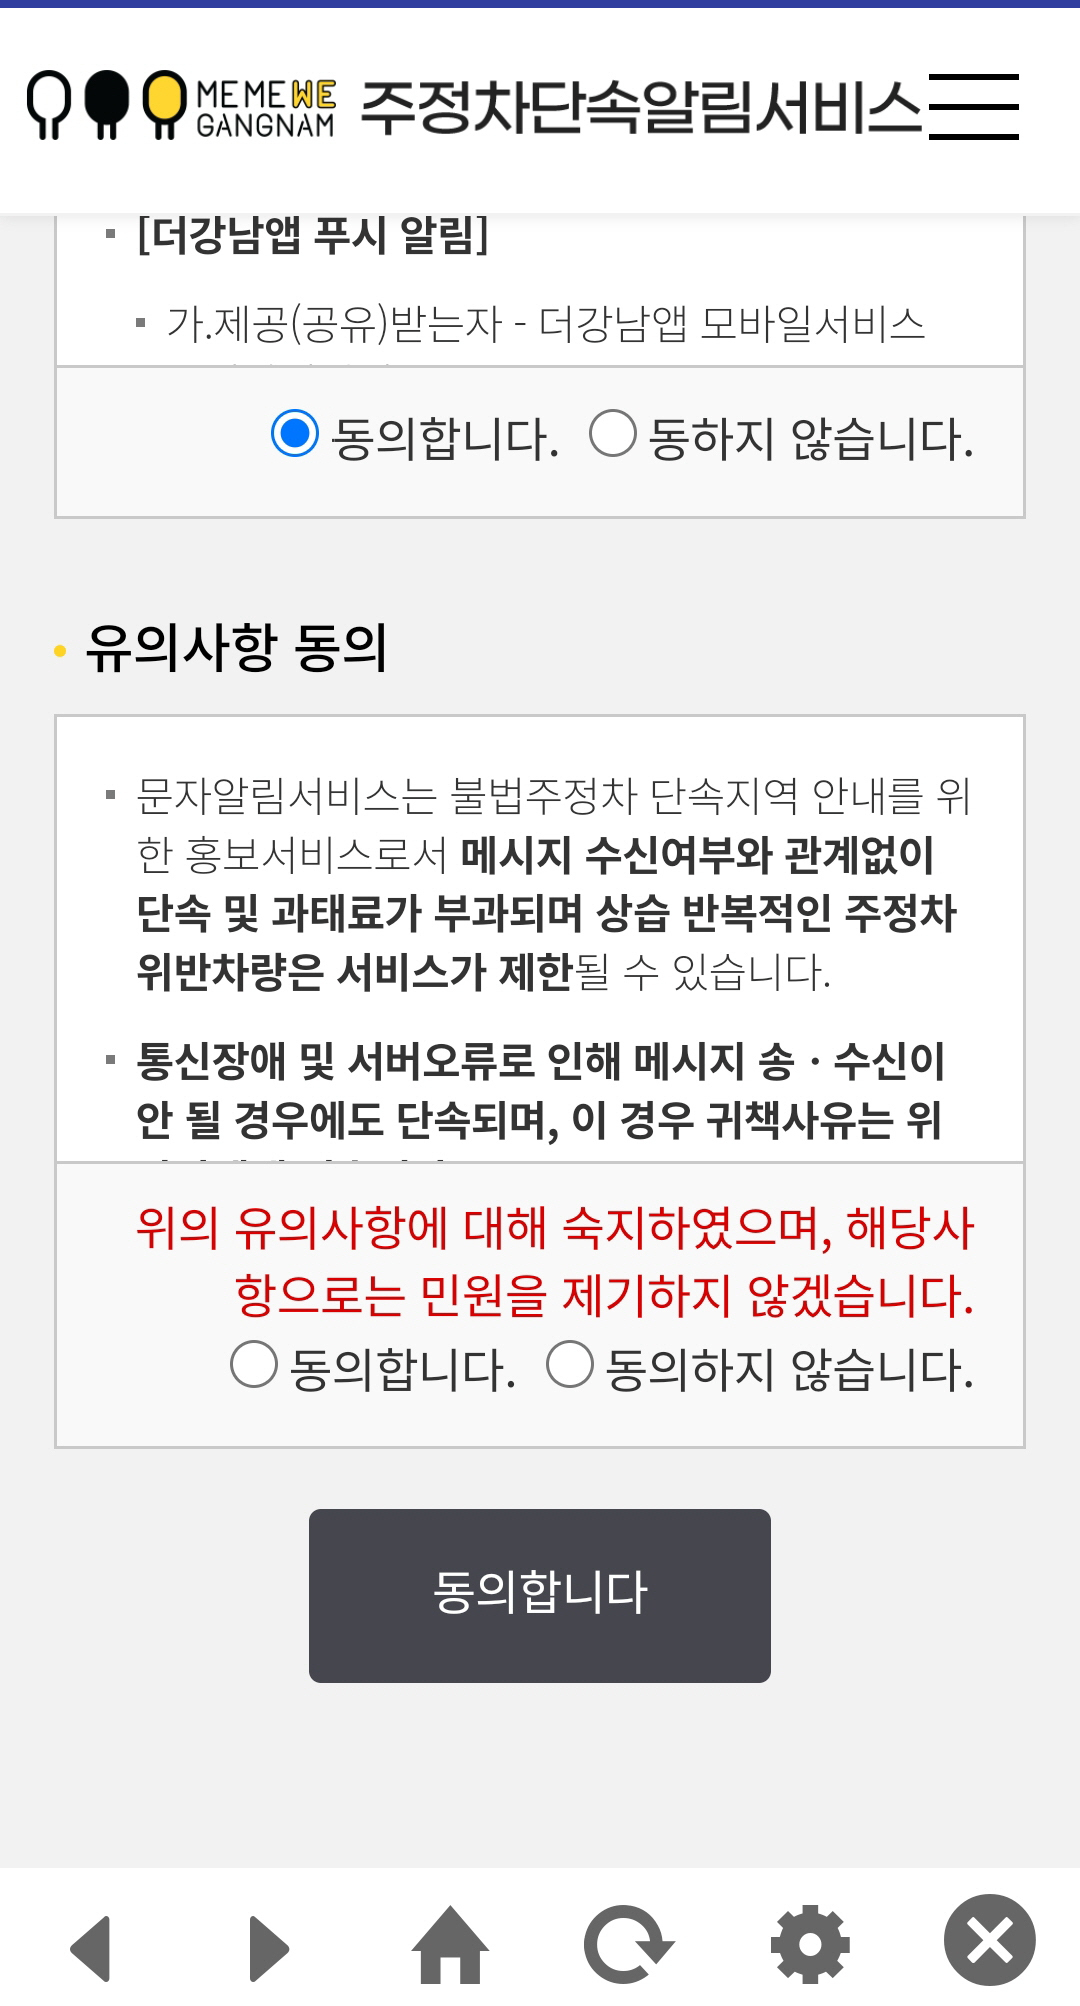 MEME WE
GANGNAM
주정차단속알림서비스
[더강남앱 푸시 알림]
가.제공(공유)받는자 - 더강남앱 모바일서비스
동의합니다. 동하지 않습니다.
유의사항 동의
문자알림서비스는 불법주정차 단속지역 안내를 위
한 홍보서비스로서 메시지 수신여부와 관계없이
단속 및 과태료가 부과되며 상습 반복적인 주정차
위반차량은 서비스가 제한될 수 있습니다.
통신장애 및 서버오류로 인해 메시지 송 · 수신이
안 될 경우에도 단속되며, 이 경우 귀책사유는 위
위의 유의사항에 대해 숙지하였으며, 해당사
항으로는 민원을 제기하지 않겠습니다.
동의합니다. 동의하지 않습니다.
동의합니다